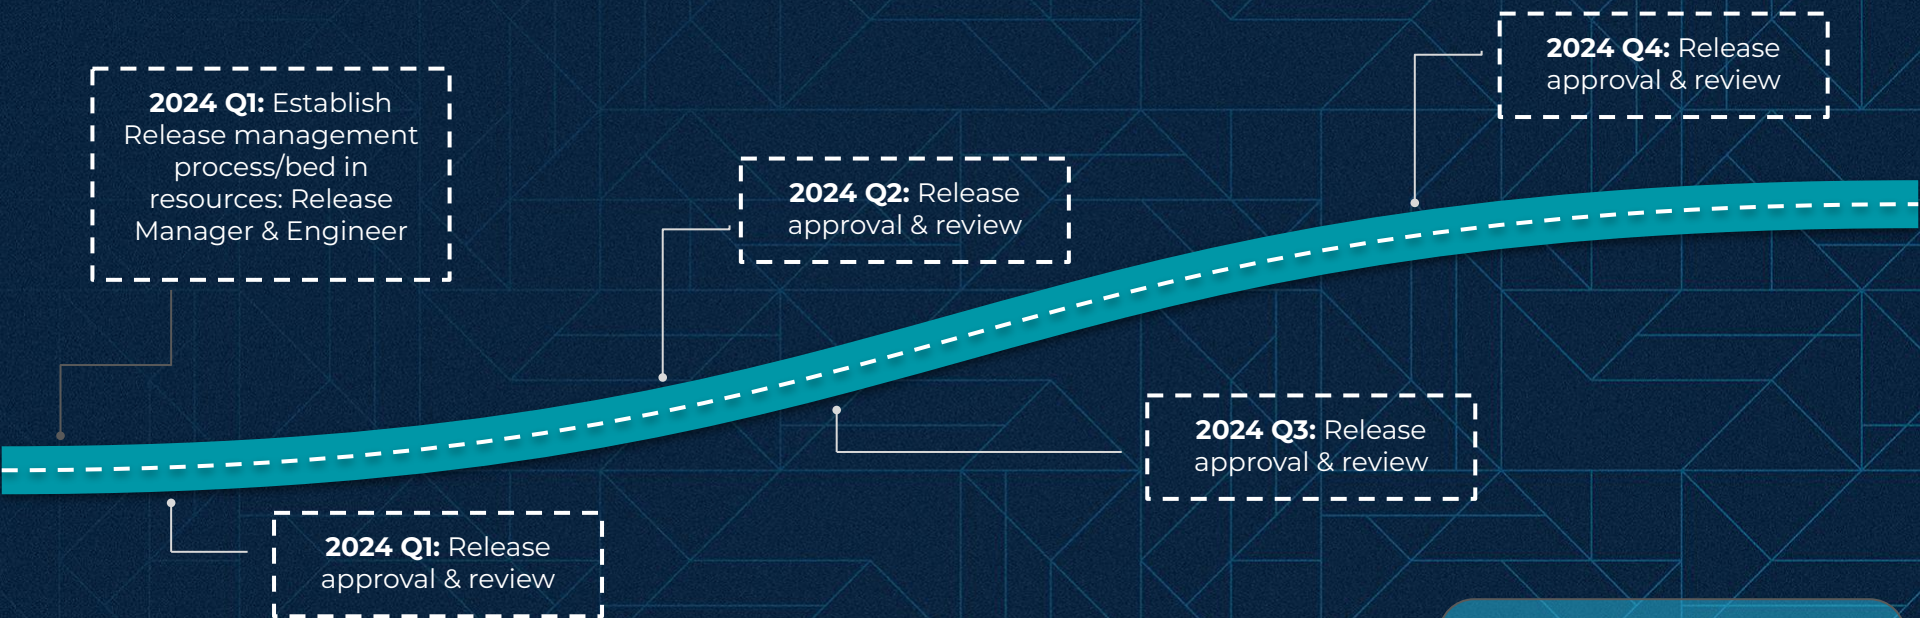 2024 Q1: Establish
Release management
process/bed in
resources: Release
Manager & Engineer
2024 Q1: Release
approval & review
2024 Q2: Release
approval & review
2024 Q3: Release
approval & review
2024 Q4: Release
approval & review